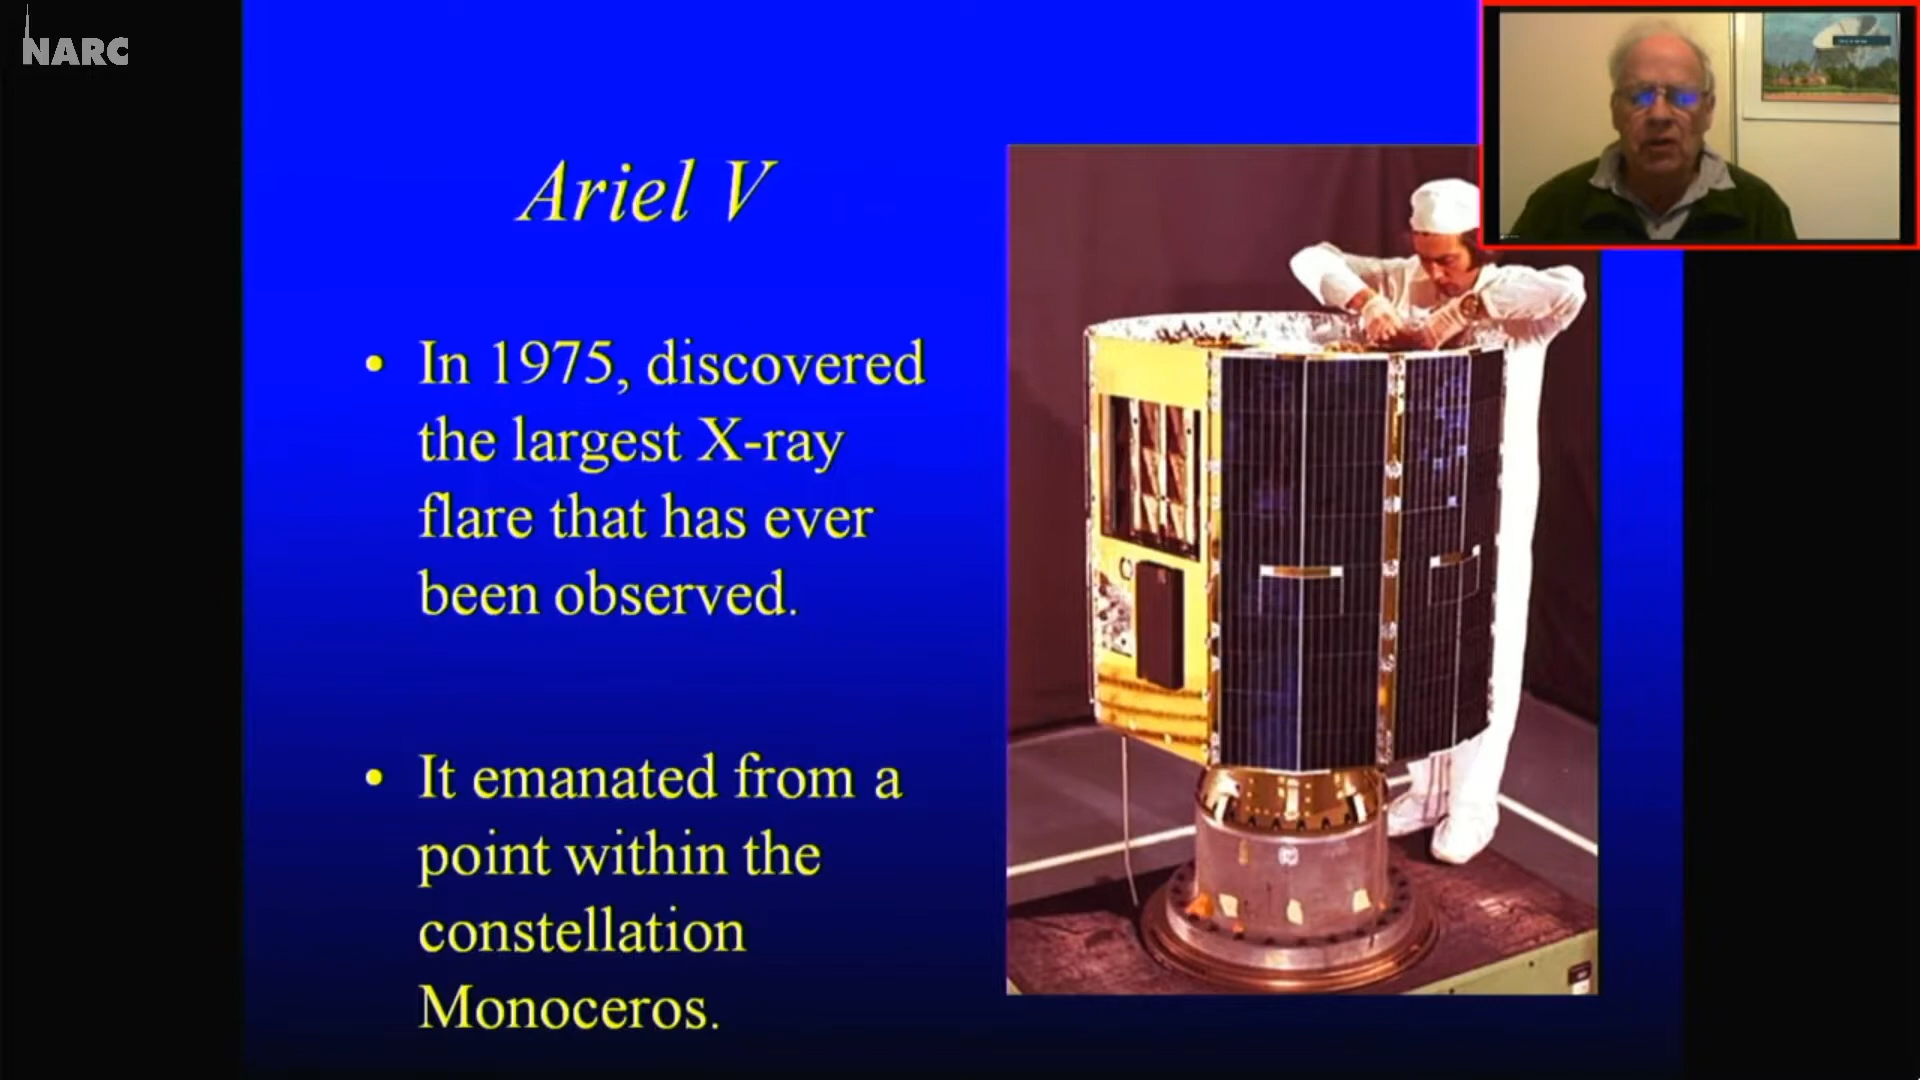 NARC
Ariel V
• In 1975, discovered
the largest X-ray
flare that has ever
been observed.
• It emanated from a
point within the
constellation
Monoceros.